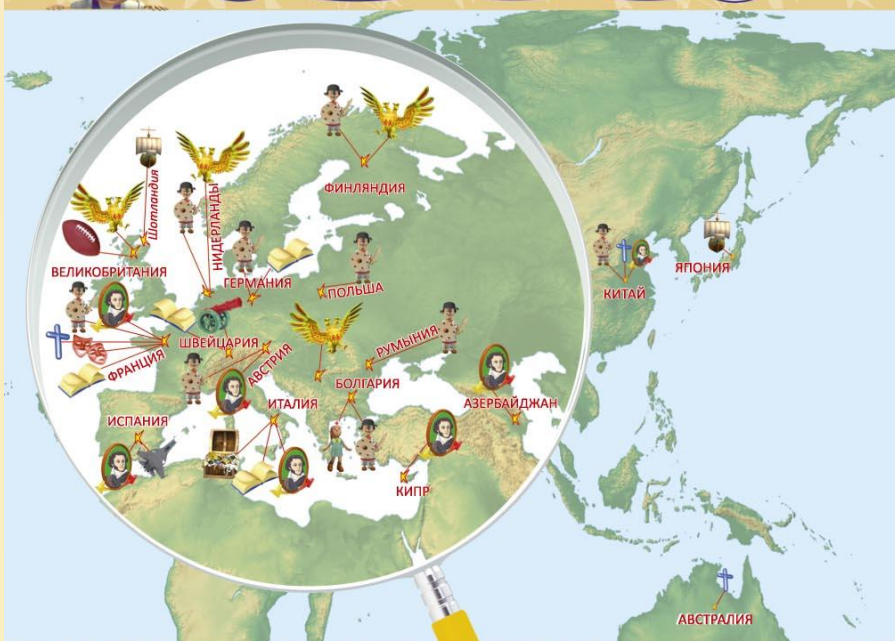 ФИНЛЯНДИЯ
Шотландия
НИДЕРЛАНДЫ
ВЕЛИКОБРИТАНИЯ
ГЕРМАНИЯ
ПОЛЬША
ФРАНЦИЯ
ШВЕЙЦАРИЯ
АВСТРИЯ
РУМЫНИЯ
БОЛГАРИЯ
ИСПАНИЯ
ИТАЛИЯ
АЗЕРБАЙДЖАН
КИПР
КИТАЙ
ЯПОНИЯ
АВСТРАЛИЯ